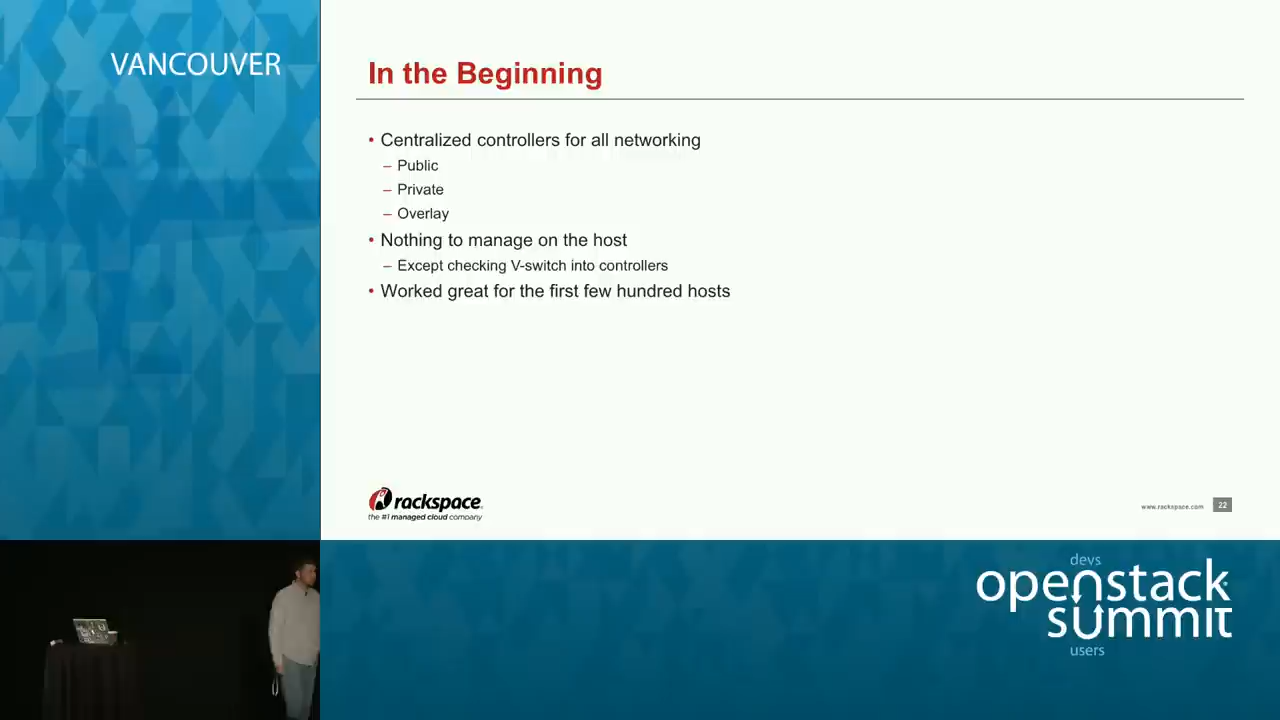 VANCOUVER
In the Beginning
• Centralized controllers for all networking
– Public
– Private
– Overlay
• Nothing to manage on the host
– Except checking V-switch into controllers
• Worked great for the first few hundred hosts
rackspace
the #1 managed cloud company
www.rackspace.com 22
devs
openstack
summit
users